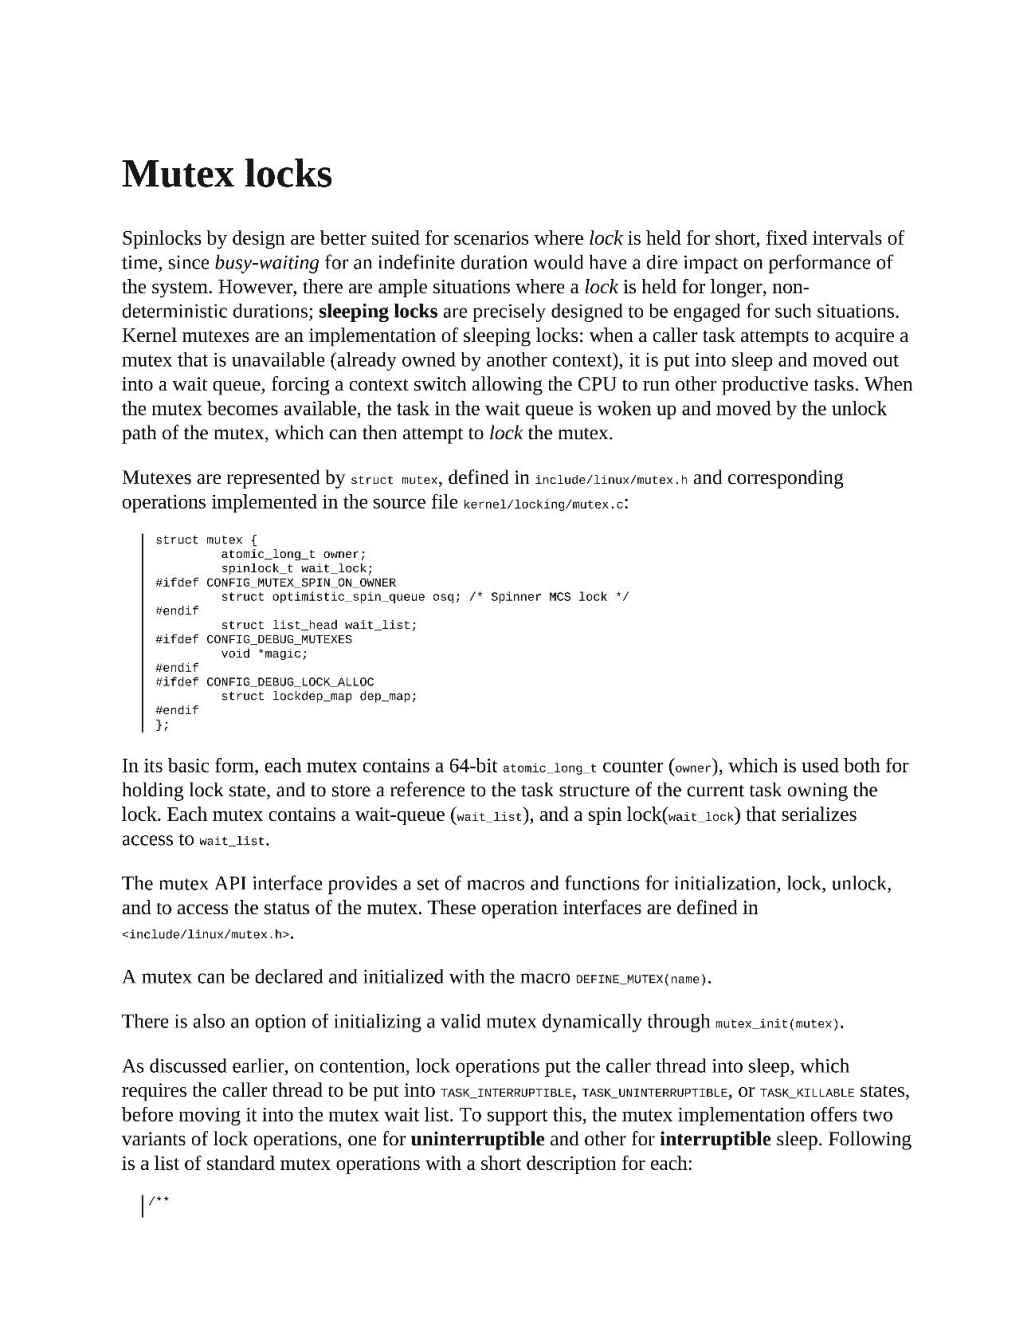 Mutex locks
Spinlocks by design are better suited for scenarios where lock is held for short, fixed intervals of
time, since busy-waiting for an indefinite duration would have a dire impact on performance of
the system. However, there are ample situations where a lock is held for longer, non-
deterministic durations; sleeping locks are precisely designed to be engaged for such situations.
Kernel mutexes are an implementation of sleeping locks: when a caller task attempts to acquire a
mutex that is unavailable (already owned by another context), it is put into sleep and moved out
into a wait queue, forcing a context switch allowing the CPU to run other productive tasks. When
the mutex becomes available, the task in the wait queue is woken up and moved by the unlock
path of the mutex, which can then attempt to lock the mutex.
Mutexes are represented by struct mutex, defined in include/linux/mutex.h and corresponding
operations implemented in the source file kernel/locking/mutex.c:
struct mutex {
atomic_long_t owner;
spinlock_t wait_lock;
#ifdef CONFIG_MUTEX_SPIN_ON_OWNER
struct optimistic_spin_queue osq; /* Spinner MCS lock */
#endif
struct list_head wait_list;
#ifdef CONFIG_DEBUG_MUTEXES
void *magic;
#endif
#ifdef CONFIG_DEBUG_LOCK_ALLOC
struct lockdep_map dep_map;
#endif
};
In its basic form, each mutex contains a 64-bit atomic_long_t counter (owner), which is used both for
holding lock state, and to store a reference to the task structure of the current task owning the
lock. Each mutex contains a wait-queue (wait_list), and a spin lock(wait_lock) that serializes
access to wait_list.
The mutex API interface provides a set of macros and functions for initialization, lock, unlock,
and to access the status of the mutex. These operation interfaces are defined in
<include/linux/mutex.h>.
A mutex can be declared and initialized with the macro DEFINE_MUTEX(name).
There is also an option of initializing a valid mutex dynamically through mutex_init(mutex).
As discussed earlier, on contention, lock operations put the caller thread into sleep, which
requires the caller thread to be put into TASK_INTERRUPTIBLE, TASK_UNINTERRUPTIBLE, or TASK_KILLABLE states,
before moving it into the mutex wait list. To support this, the mutex implementation offers two
variants of lock operations, one for uninterruptible and other for interruptible sleep. Following
is a list of standard mutex operations with a short description for each:
/**